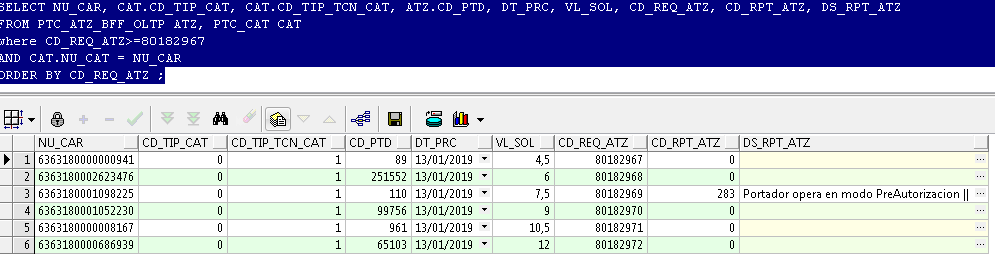 SELECT NU_CAR, CAT.CD_TIP_CAT, CAT.CD_TIP_TCN_CAT, ATZ.CD_PTD, DT_PRC, VL_SOL, CD_REQ_ATZ, CD_RPT_ATZ, DS_RPT_ATZ
FROM PTC_ATZ_BFF_OLTP ATZ, PTC_CAT CAT
where CD_REQ_ATZ>=80182967
AND CAT.NU_CAT = NU_CAR
ORDER BY CD_REQ_ATZ ;
NU_CAR CD_TIP_CAT CD_TIP_TCN_CAT CD_PTD DT_PRC VL_SOL CD_REQ_ATZ CD_RPT_ATZ DS_RPT_ATZ
1 6363180000000941 0 1 89 13/01/2019 4,5 80182967 0 ...
2 6363180002623476 0 1 251552 13/01/2019 6 80182968 0 ...
3 6363180001098225 0 1 110 13/01/2019 7,5 80182969 283 Portador opera en modo PreAutorizacion || ...
4 6363180001052230 0 1 99756 13/01/2019 9 80182970 0 ...
5 6363180000008167 0 1 961 13/01/2019 10,5 80182971 0 ...
6 6363180000686939 0 1 65103 13/01/2019 12 80182972 0 ...